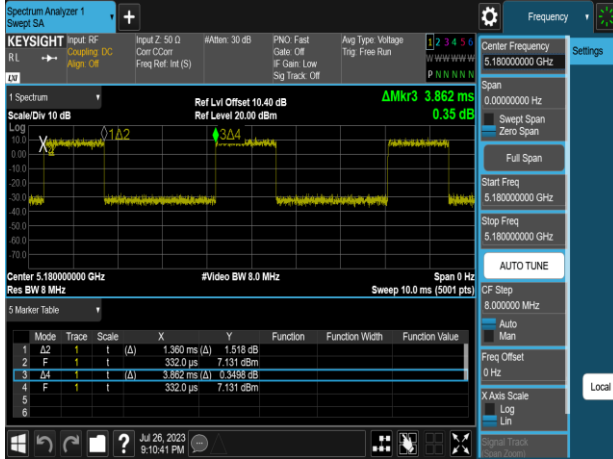 Spectrum Analyzer 1
Swept SA
Frequency
KEYSIGHT
RL
Input: RF
Coupling: DC
Align: Off
Input Z: 50 Ω
Corr CCorr
Freq Ref: Int (S)
#Atten: 30 dB
PNO: Fast
Gate: Off
IF Gain: Low
Sig Track: Off
Avg Type: Voltage
Trig: Free Run
1 2 3 4 5 6
W W W W W W
P N N N N N
LXI
1 Spectrum
Scale/Div 10 dB
Ref Lvl Offset 10.40 dB
Ref Level 20.00 dBm
ΔMkr3 3.862 ms
0.35 dB
Log
10.0
0.00
-10.0
-20.0
-30.0
-40.0
-50.0
-60.0
-70.0
X2
1Δ2
3Δ4
Center 5.180000000 GHz
Res BW 8 MHz
#Video BW 8.0 MHz
Span 0 Hz
Sweep 10.0 ms (5001 pts)
5 Marker Table
Mode Trace Scale X Y Function Function Width Function Value
1 Δ2 1 t (Δ) 1.360 ms (Δ) 1.518 dB
2 F 1 t 332.0 µs 7.131 dBm
3 Δ4 1 t (Δ) 3.862 ms (Δ) 0.3498 dB
4 F 1 t 332.0 µs 7.131 dBm
5
6
Jul 26, 2023
9:10:41 PM
?
Center Frequency
5.180000000 GHz
Settings
Span
0.00000000 Hz
Swept Span
Zero Span
Full Span
Start Freq
5.180000000 GHz
Stop Freq
5.180000000 GHz
AUTO TUNE
CF Step
8.000000 MHz
Auto
Man
Freq Offset
0 Hz
X Axis Scale
Log
Lin
Local
Signal Track
(Span Zoom)